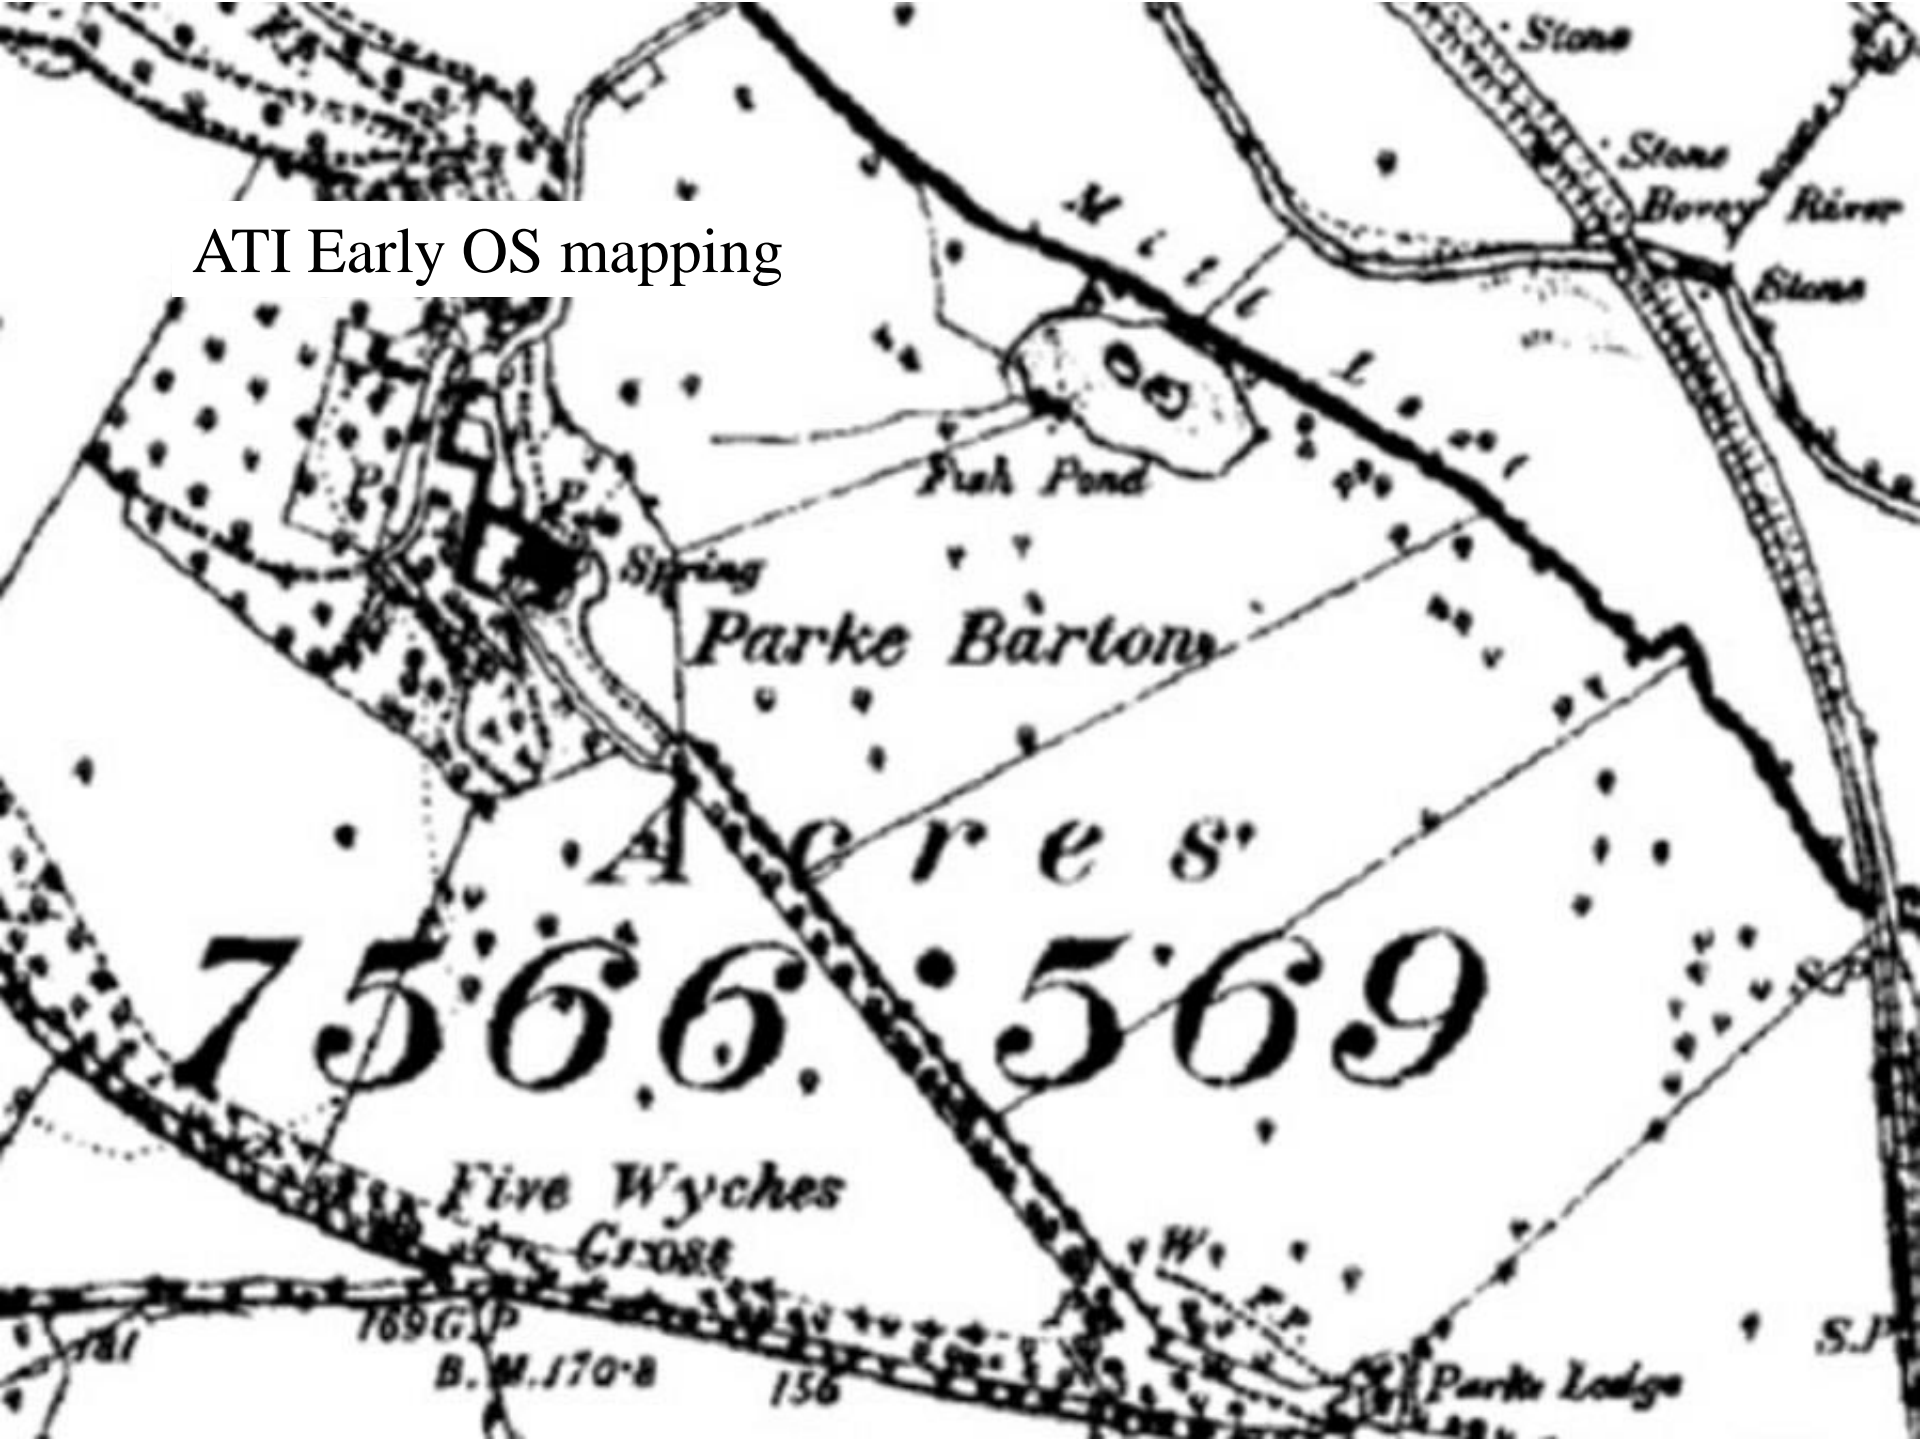 F.P.
Stone
Stone
Bovey River
Stone
ATI Early OS mapping
Mill Leat
Fish Pond
P
P
Spring
Parke Barton
Acres
7566.569
S.P
Five Wyches
Cross
W
F.P.
169 G.P
B.M.170.8
156
S.P
Parke Lodge